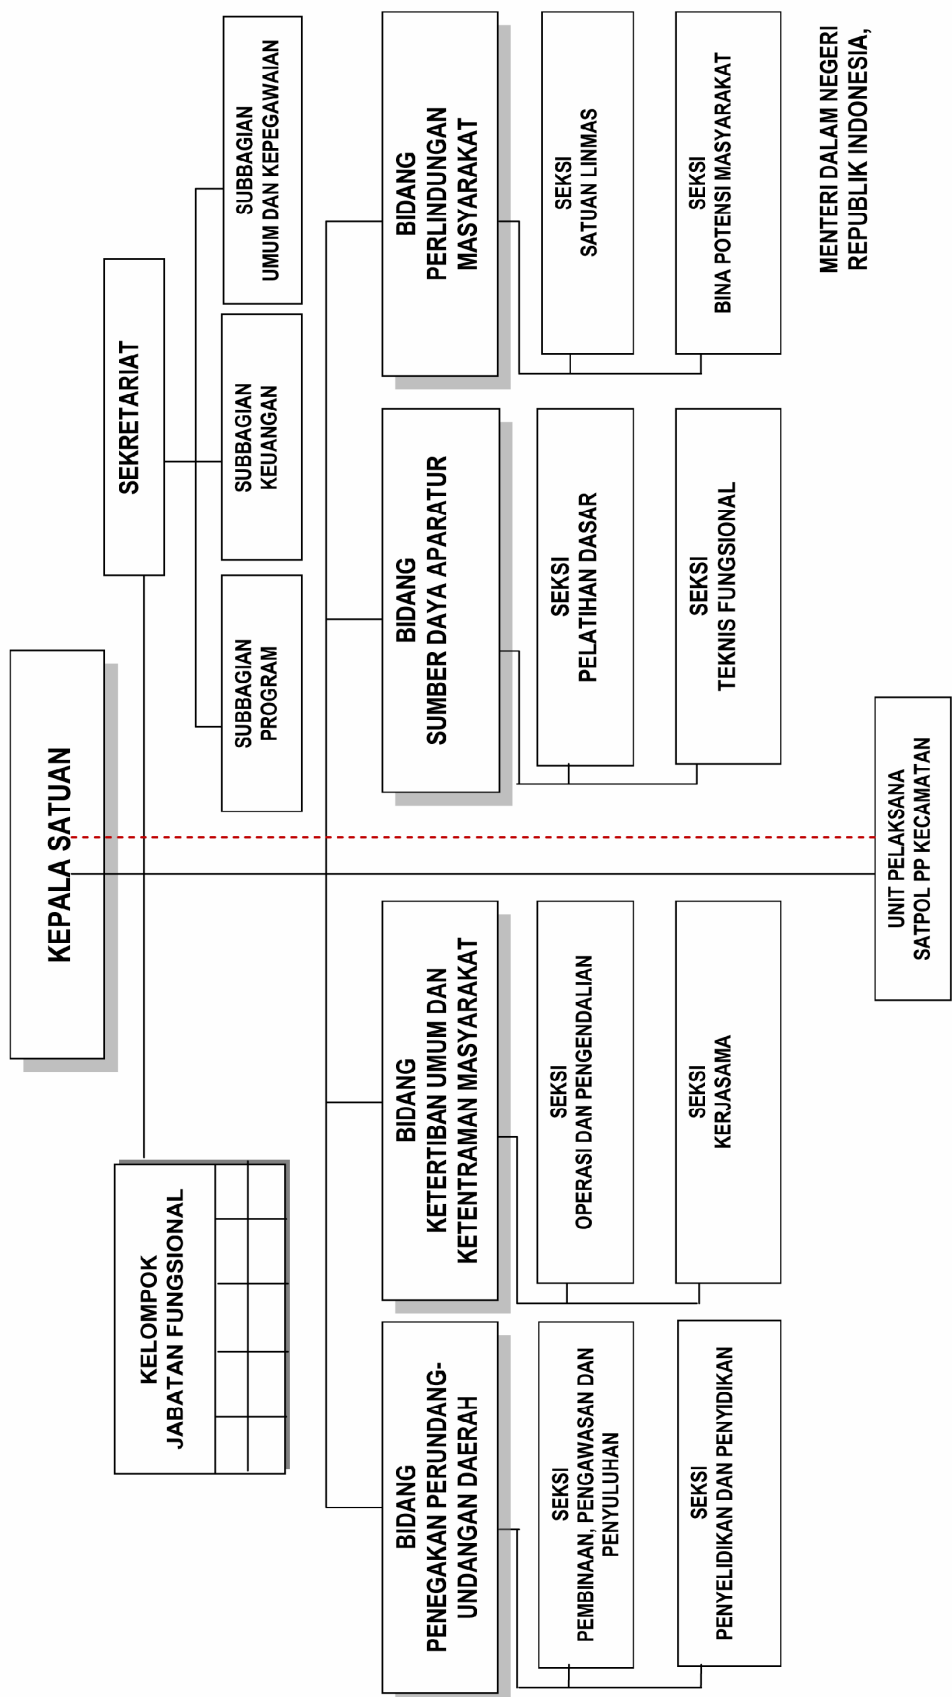 KEPALA SATUAN
KELOMPOK
JABATAN FUNGSIONAL
SEKRETARIAT
SUBBAGIAN
PROGRAM
SUBBAGIAN
KEUANGAN
SUBBAGIAN
UMUM DAN KEPEGAWAIAN
BIDANG
PENEGAKAN PERUNDANG-
UNDANGAN DAERAH
BIDANG
KETERTIBAN UMUM DAN
KETENTRAMAN MASYARAKAT
BIDANG
SUMBER DAYA APARATUR
BIDANG
PERLINDUNGAN
MASYARAKAT
SEKSI
PEMBINAAN, PENGAWASAN DAN
PENYULUHAN
SEKSI
OPERASI DAN PENGENDALIAN
SEKSI
PELATIHAN DASAR
SEKSI
SATUAN LINMAS
SEKSI
PENYELIDIKAN DAN PENYIDIKAN
SEKSI
KERJASAMA
SEKSI
TEKNIS FUNGSIONAL
SEKSI
BINA POTENSI MASYARAKAT
UNIT PELAKSANA
SATPOL PP KECAMATAN
MENTERI DALAM NEGERI
REPUBLIK INDONESIA,